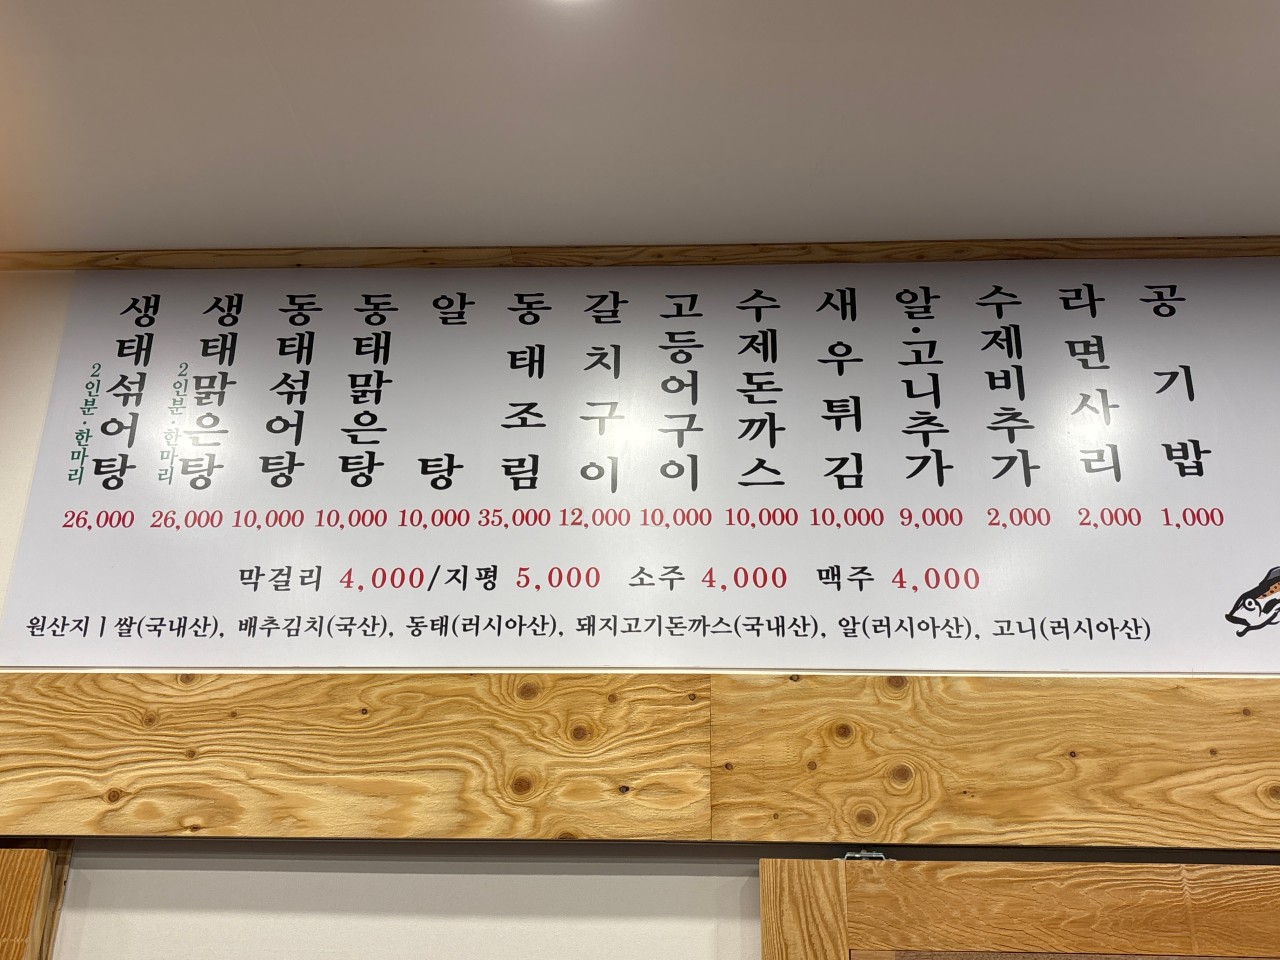 생태섞어탕
2인분·한마리
26,000
생태맑은탕
2인분·한마리
26,000
동태섞어탕
10,000
동태맑은탕
10,000
알탕
10,000
동태조림
35,000
갈치구이
12,000
고등어구이
10,000
수제돈까스
10,000
새우튀김
10,000
알·고니추가
9,000
수제비추가
2,000
라면사리
2,000
공기밥
1,000
막걸리 4,000/지평 5,000 소주 4,000 맥주 4,000
원산지ㅣ쌀(국내산), 배추김치(국산), 동태(러시아산), 돼지고기돈까스(국내산), 알(러시아산), 고니(러시아산)